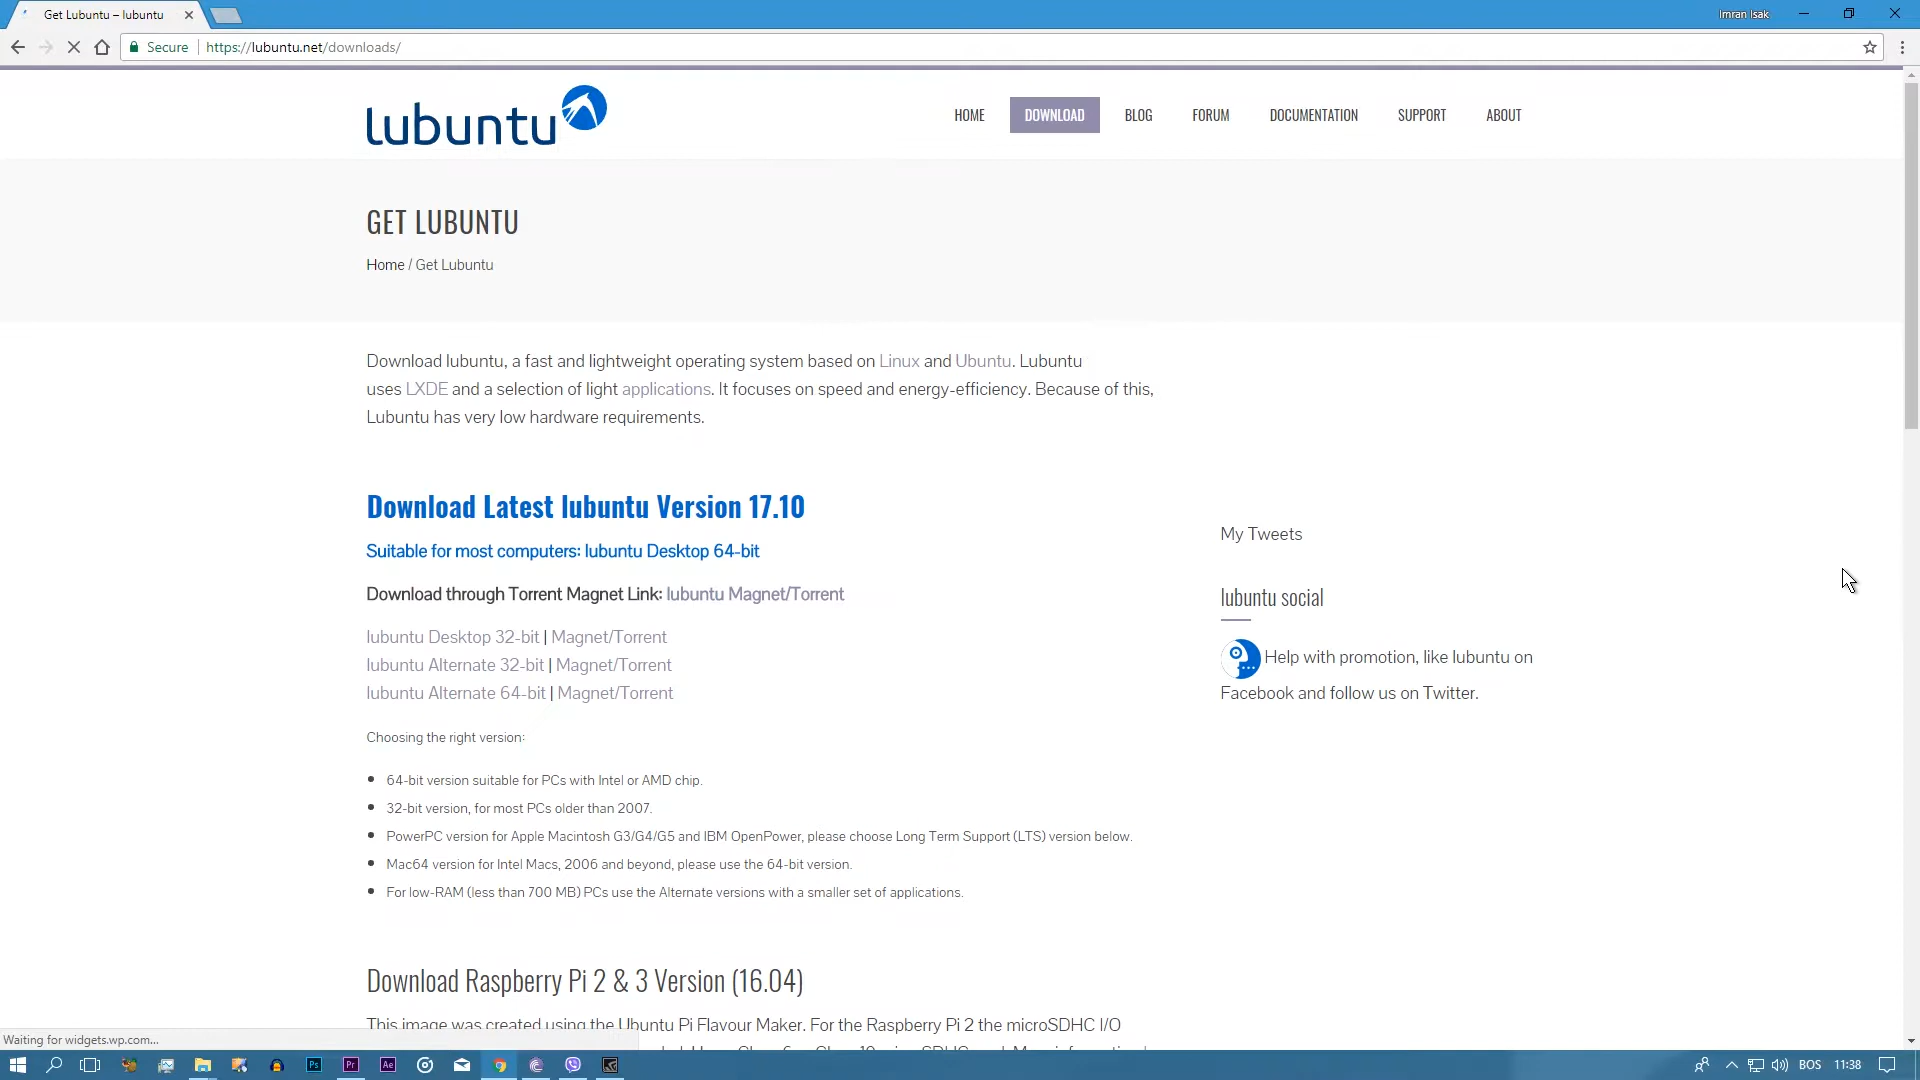 Get Lubuntu – lubuntu
Imran Isak
Secure
https://lubuntu.net/downloads/
lubuntu
HOME
DOWNLOAD
BLOG
FORUM
DOCUMENTATION
SUPPORT
ABOUT
GET LUBUNTU
Home / Get Lubuntu
Download lubuntu, a fast and lightweight operating system based on Linux and Ubuntu. Lubuntu
uses LXDE and a selection of light applications. It focuses on speed and energy-efficiency. Because of this,
Lubuntu has very low hardware requirements.
Download Latest lubuntu Version 17.10
Suitable for most computers: lubuntu Desktop 64-bit
Download through Torrent Magnet Link: lubuntu Magnet/Torrent
lubuntu Desktop 32-bit | Magnet/Torrent
lubuntu Alternate 32-bit | Magnet/Torrent
lubuntu Alternate 64-bit | Magnet/Torrent
Choosing the right version:
64-bit version suitable for PCs with Intel or AMD chip.
32-bit version, for most PCs older than 2007.
PowerPC version for Apple Macintosh G3/G4/G5 and IBM OpenPower, please choose Long Term Support (LTS) version below.
Mac64 version for Intel Macs, 2006 and beyond, please use the 64-bit version.
For low-RAM (less than 700 MB) PCs use the Alternate versions with a smaller set of applications.
My Tweets
lubuntu social
Help with promotion, like lubuntu on
Facebook and follow us on Twitter.
Download Raspberry Pi 2 & 3 Version (16.04)
This image was created using the Ubuntu Pi Flavour Maker. For the Raspberry Pi 2 the microSDHC I/O
Waiting for widgets.wp.com...
Ps
Pr
Ae
BOS
11:38